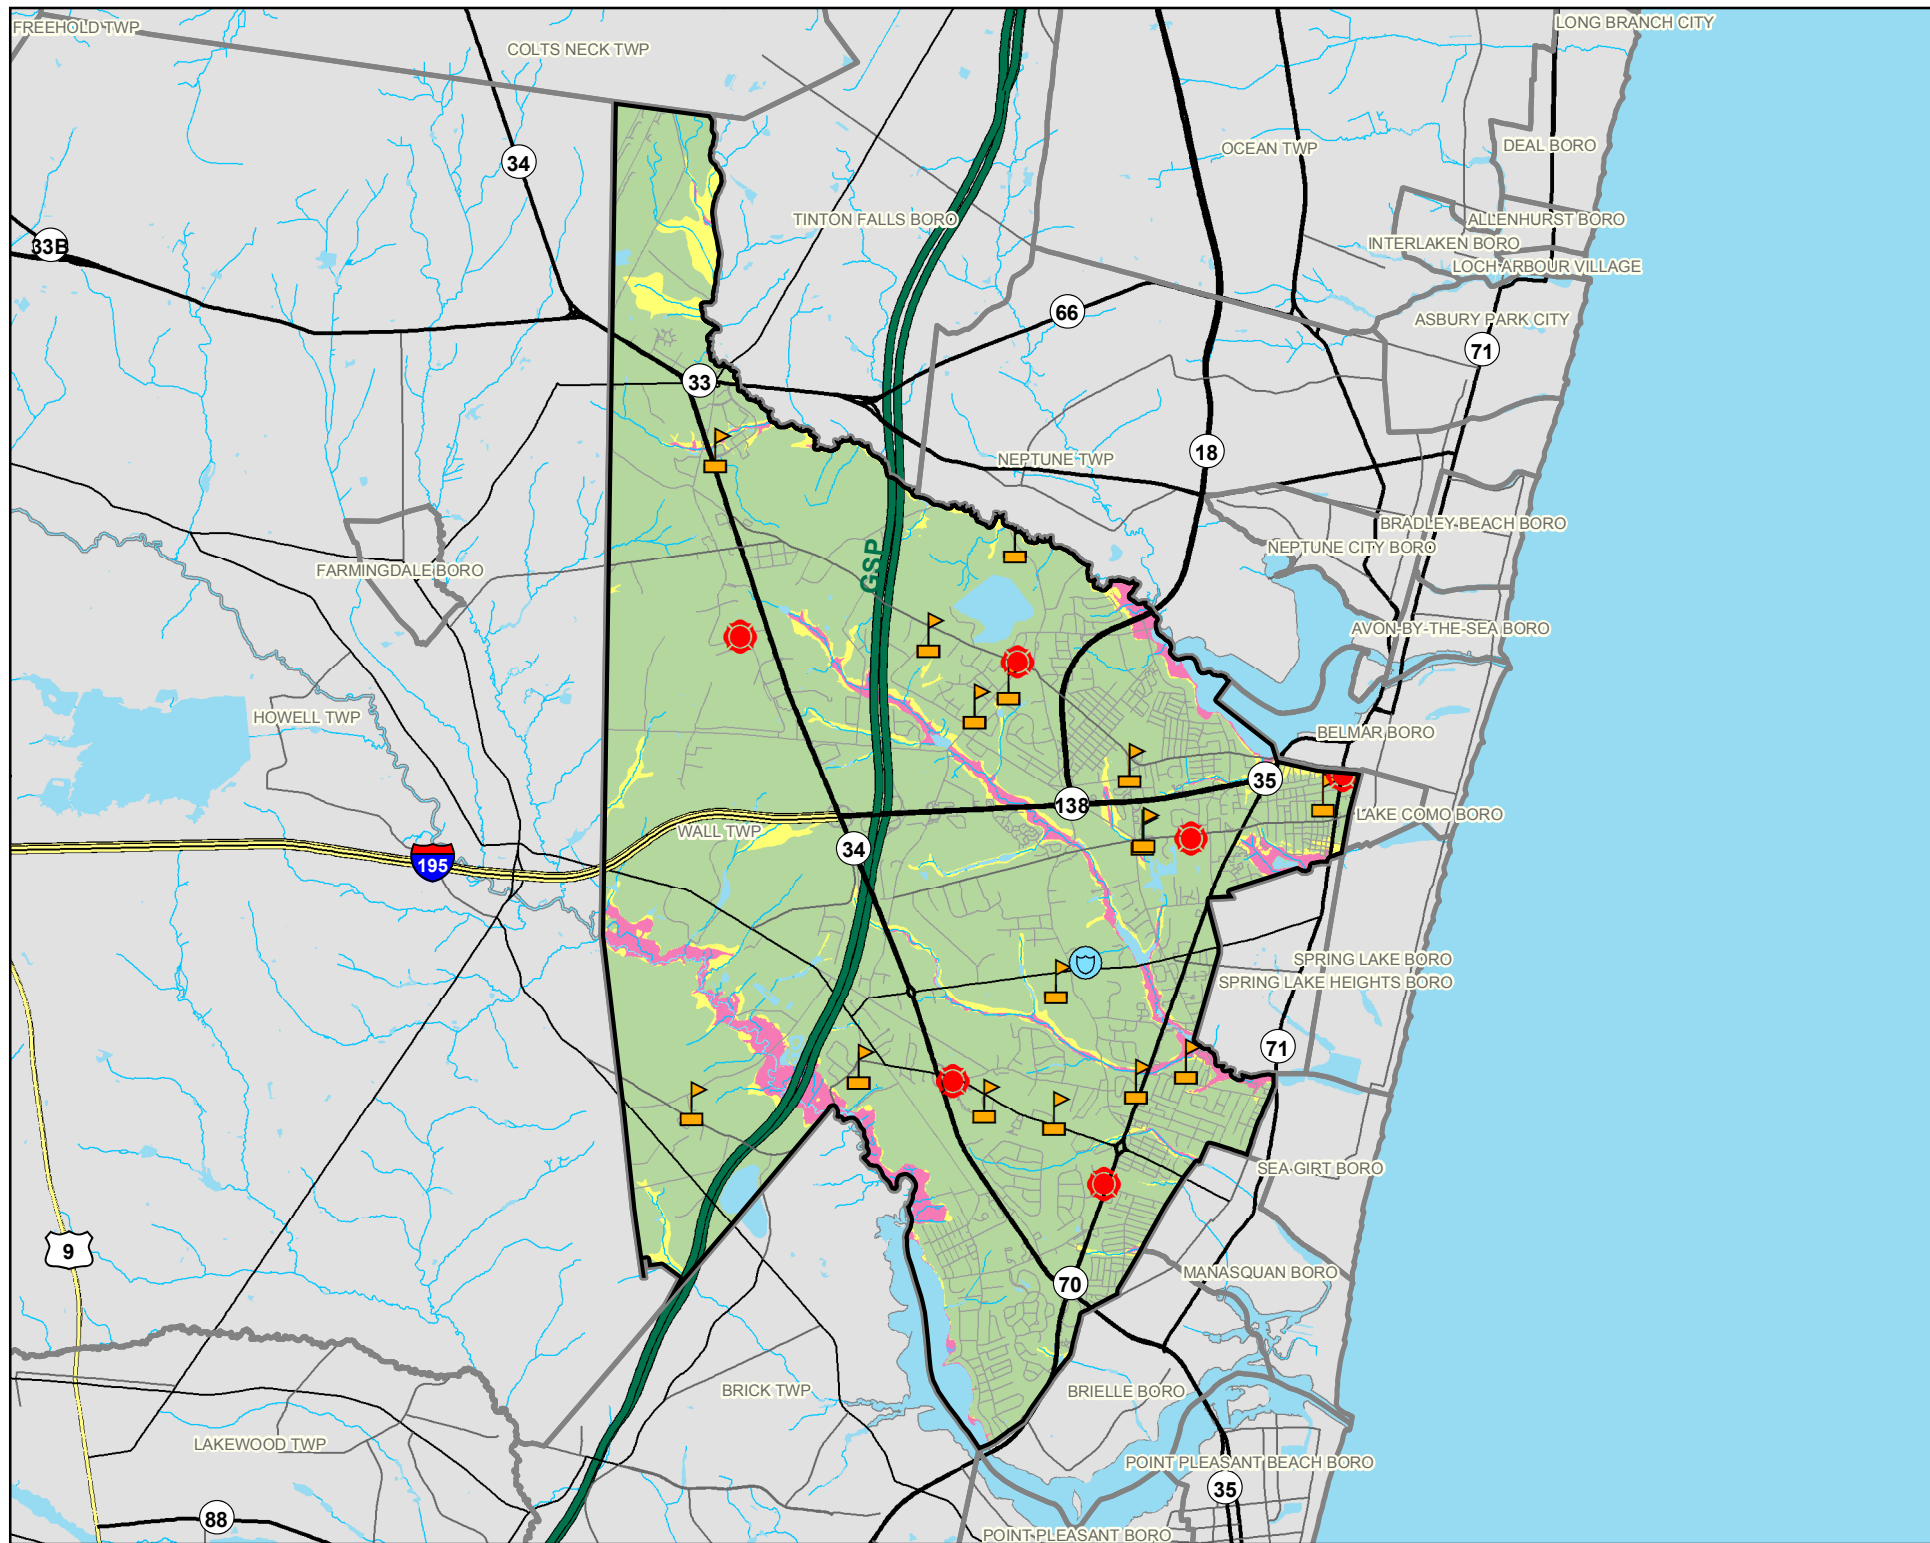 LONG BRANCH CITY
FREEHOLD TWP
COLTS NECK TWP
DEAL BORO
OCEAN TWP
34
TINTON FALLS BORO
ALLENHURST BORO
33B
INTERLAKEN BORO
LOCH ARBOUR VILLAGE
66
ASBURY PARK CITY
71
33
18
NEPTUNE TWP
BRADLEY BEACH BORO
NEPTUNE CITY BORO
GSP
FARMINGDALE BORO
AVON-BY-THE-SEA BORO
HOWELL TWP
BELMAR BORO
35
138
LAKE COMO BORO
WALL TWP
34
195
SPRING LAKE BORO
SPRING LAKE HEIGHTS BORO
71
SEA GIRT BORO
9
MANASQUAN BORO
70
BRICK TWP
BRIELLE BORO
LAKEWOOD TWP
POINT PLEASANT BEACH BORO
35
88
POINT PLEASANT BORO